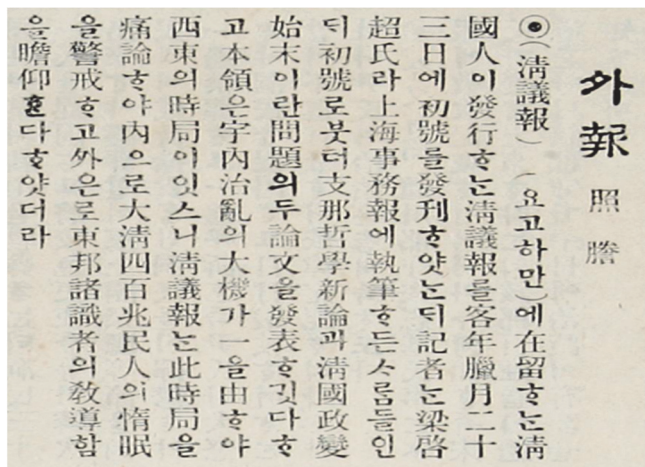 外報 照謄
◉(淸議報) (요고하만)에在留ᄒᆞᄂᆞᆫ淸
國人이發行ᄒᆞᄂᆞᆫ淸議報를客年臘月二十
三日에初號를發刊ᄒᆞ얏ᄂᆞᆫᄃᆡ記者ᄂᆞᆫ梁啓
超氏라上海事務報에執筆ᄒᆞ든ᄉᆞᄅᆞᆷ들인
ᄃᆡ初號로붓터支那哲學新論과淸國政變
始末이란問題의두論文을發表ᄒᆞ깃다ᄒᆞ
고本領은宇內治亂의大機가一을由ᄒᆞ야
西東의時局이잇스니淸議報ᄂᆞᆫ此時局을
痛論ᄒᆞ야內으로大淸四百兆民人의惰眠
을警戒ᄒᆞ고外은로東邦諸識者의敎導함
을瞻仰ᄒᆞᆫ다ᄒᆞ얏더라